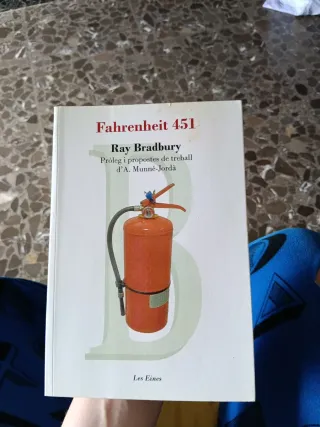 Fahrenheit 451
Ray Bradbury
Pròleg i propostes de treball
d'A. Munné-Jordà
B
Les Eines